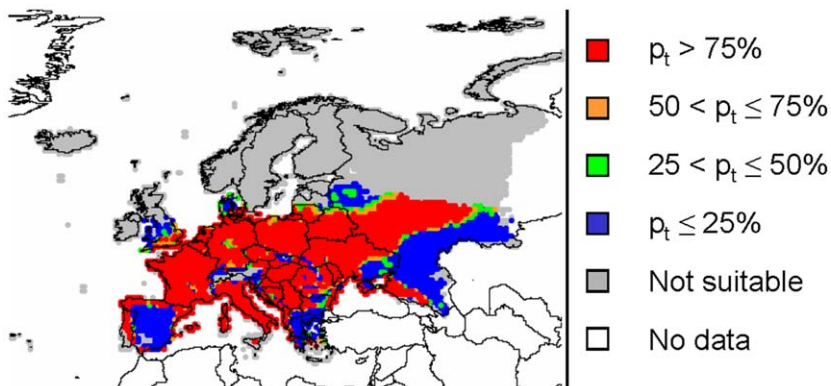 pₜ > 75%
50 < pₜ ≤ 75%
25 < pₜ ≤ 50%
pₜ ≤ 25%
Not suitable
No data